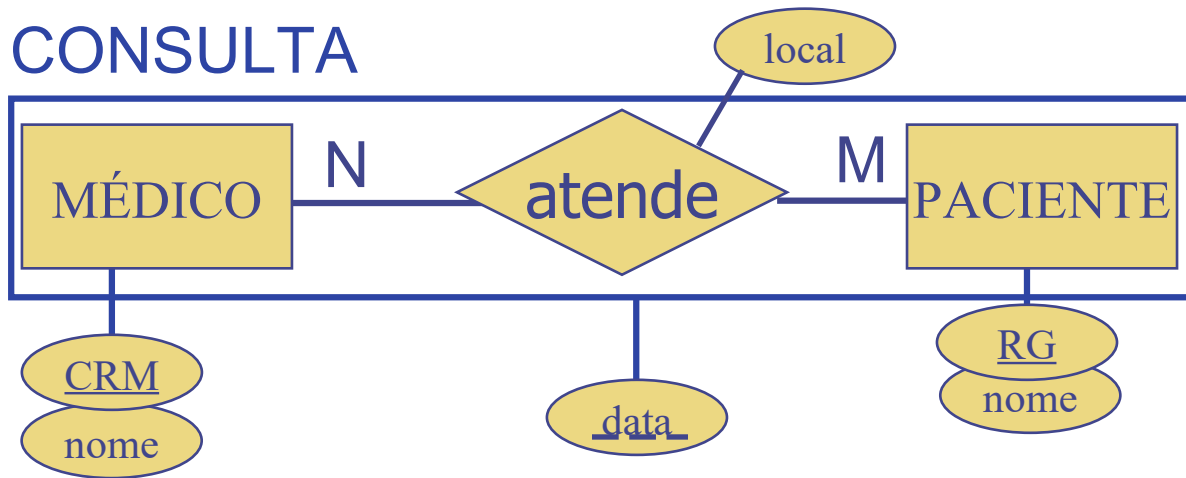 CONSULTA
local
MÉDICO
N
atende
M
PACIENTE
CRM
nome
data
RG
nome